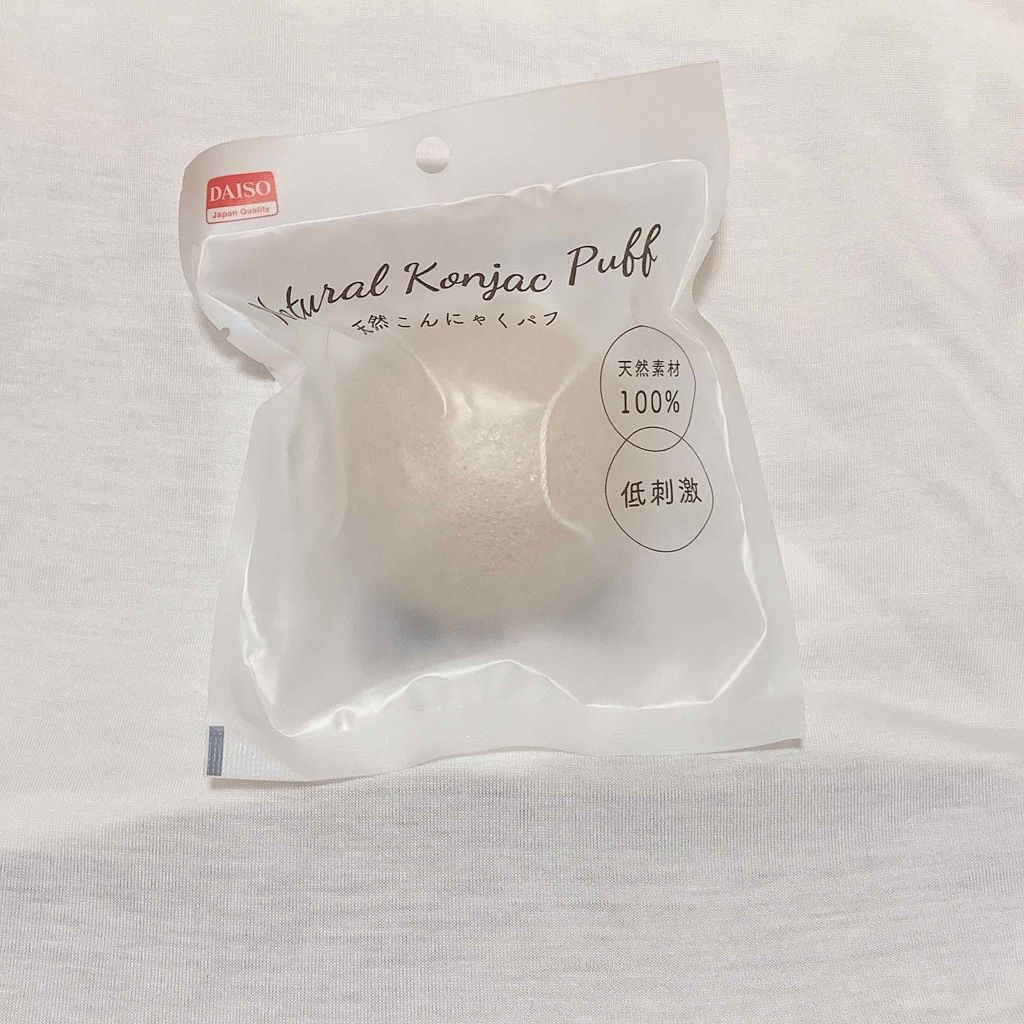 DAISO
Japan Quality
Natural Konjac Puff
天然こんにゃくパフ
天然素材
100%
低刺激